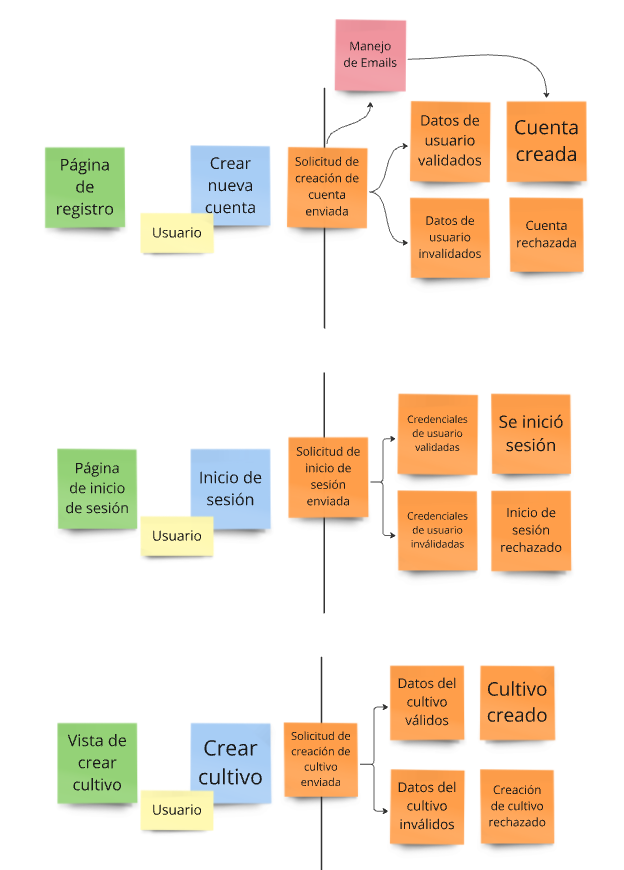 Manejo
de Emails
Página
de
registro
Usuario
Crear
nueva
cuenta
Solicitud de
creación de
cuenta
enviada
Datos de
usuario
validados
Cuenta
creada
Datos de
usuario
invalidados
Cuenta
rechazada
Página
de inicio
de sesión
Usuario
Inicio de
sesión
Solicitud de
inicio de
sesión
enviada
Credenciales
de usuario
validadas
Se inició
sesión
Credenciales
de usuario
inválidadas
Inicio de
sesión
rechazado
Vista de
crear
cultivo
Usuario
Crear
cultivo
Solicitud de
creación de
cultivo
enviada
Datos del
cultivo
válidos
Cultivo
creado
Datos del
cultivo
inválidos
Creación
de cultivo
rechazado